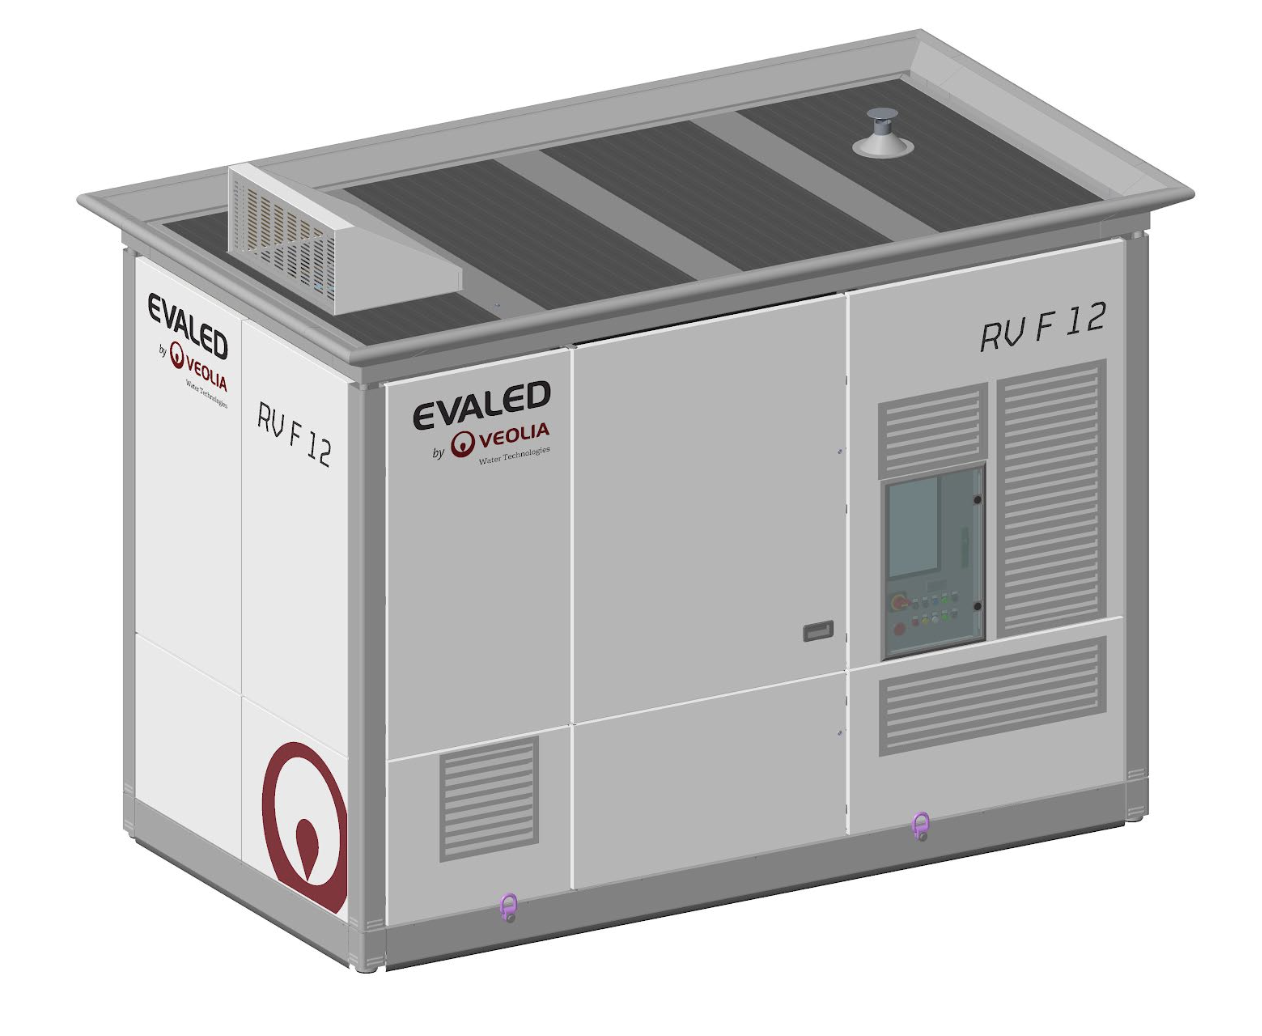 EVALED
by VEOLIA
Water Technologies
RV F 12
EVALED
by VEOLIA
Water Technologies
RV F 12